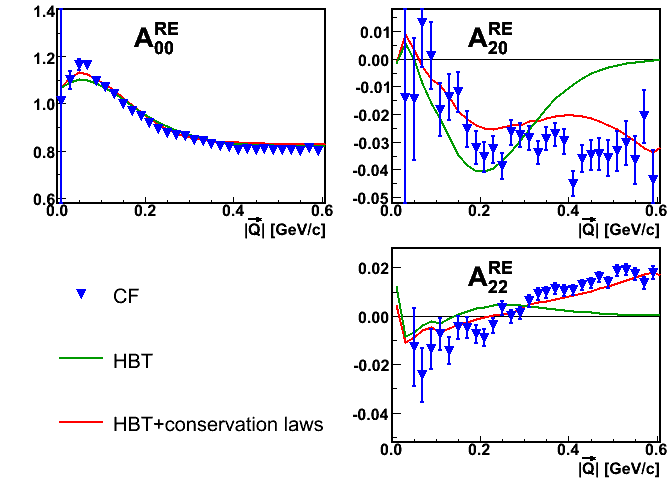 A00RE
1.4
1.2
1.0
0.8
0.6
0.0 0.2 0.4 0.6
|Q| [GeV/c]
A20RE
0.01
-0.00
-0.01
-0.02
-0.03
-0.04
-0.05
0.0 0.2 0.4 0.6
|Q| [GeV/c]
CF
HBT
HBT+conservation laws
A22RE
0.02
0.00
-0.02
-0.04
0.0 0.2 0.4 0.6
|Q| [GeV/c]